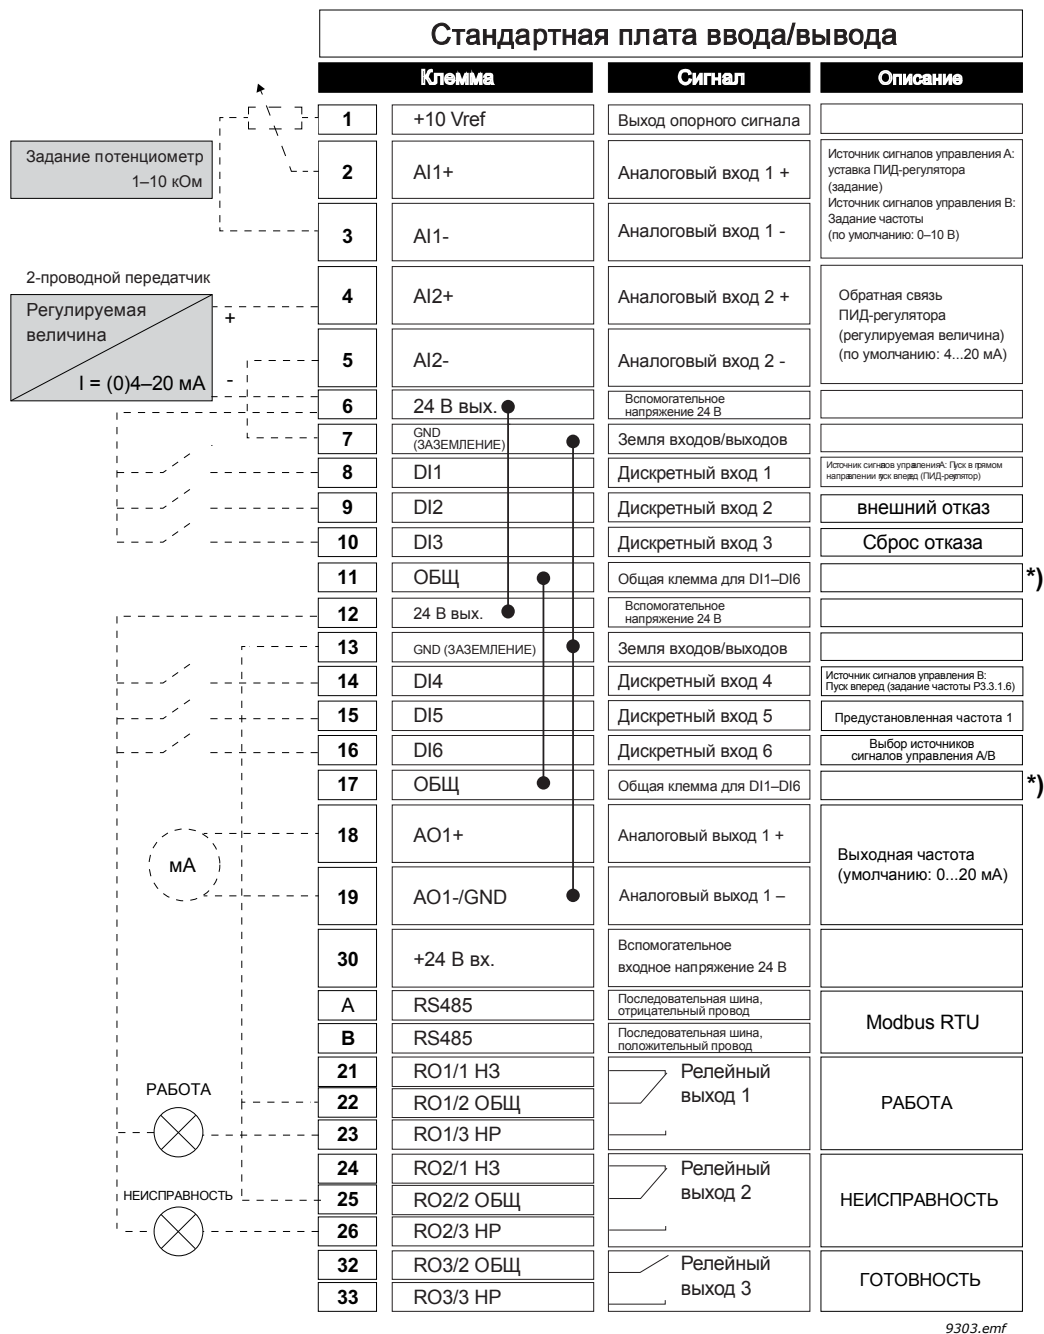 Стандартная плата ввода/вывода
Клемма Сигнал Описание
1 +10 Vref Выход опорного сигнала
Задание потенциометр
1–10 кОм
2 AI1+ Аналоговый вход 1 +
3 AI1- Аналоговый вход 1 -
Источник сигналов управления A:
уставка ПИД-регулятора
(задание)
Источник сигналов управления B:
Задание частоты
(по умолчанию: 0–10 В)
2-проводной передатчик
Регулируемая
величина
I = (0)4–20 мА
+
-
4 AI2+ Аналоговый вход 2 +
5 AI2- Аналоговый вход 2 -
Обратная связь
ПИД-регулятора
(регулируемая величина)
(по умолчанию: 4...20 мА)
6 24 В вых. Вспомогательное
напряжение 24 В
7 GND
(ЗАЗЕМЛЕНИЕ) Земля входов/выходов
8 DI1 Дискретный вход 1
Источник сигналов управленияA: Пуск в прямом
направлении пуск вперед (ПИД-регулятор)
9 DI2 Дискретный вход 2 внешний отказ
10 DI3 Дискретный вход 3 Сброс отказа
11 ОБЩ Общая клемма для DI1–DI6 *)
12 24 В вых. Вспомогательное
напряжение 24 В
13 GND (ЗАЗЕМЛЕНИЕ) Земля входов/выходов
14 DI4 Дискретный вход 4
Источник сигналов управления B:
Пуск вперед (задание частоты P3.3.1.6)
15 DI5 Дискретный вход 5 Предустановленная частота 1
16 DI6 Дискретный вход 6 Выбор источников
сигналов управления A/B
17 ОБЩ Общая клемма для DI1–DI6 *)
мА
18 AO1+ Аналоговый выход 1 +
19 AO1-/GND Аналоговый выход 1 –
Выходная частота
(умолчанию: 0...20 мА)
30 +24 В вх. Вспомогательное
входное напряжение 24 В
A RS485 Последовательная шина,
отрицательный провод
B RS485 Последовательная шина,
положительный провод
Modbus RTU
РАБОТА
21 RO1/1 НЗ
22 RO1/2 ОБЩ
23 RO1/3 НР
Релейный
выход 1
РАБОТА
НЕИСПРАВНОСТЬ
24 RO2/1 НЗ
25 RO2/2 ОБЩ
26 RO2/3 НР
Релейный
выход 2
НЕИСПРАВНОСТЬ
32 RO3/2 ОБЩ
33 RO3/3 НР
Релейный
выход 3
ГОТОВНОСТЬ
9303.emf